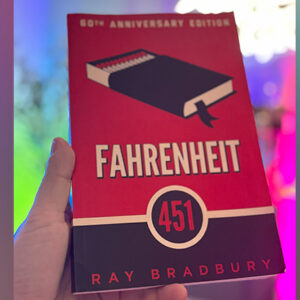 60TH ANNIVERSARY EDITION
FAHRENHEIT
451
RAY BRADBURY